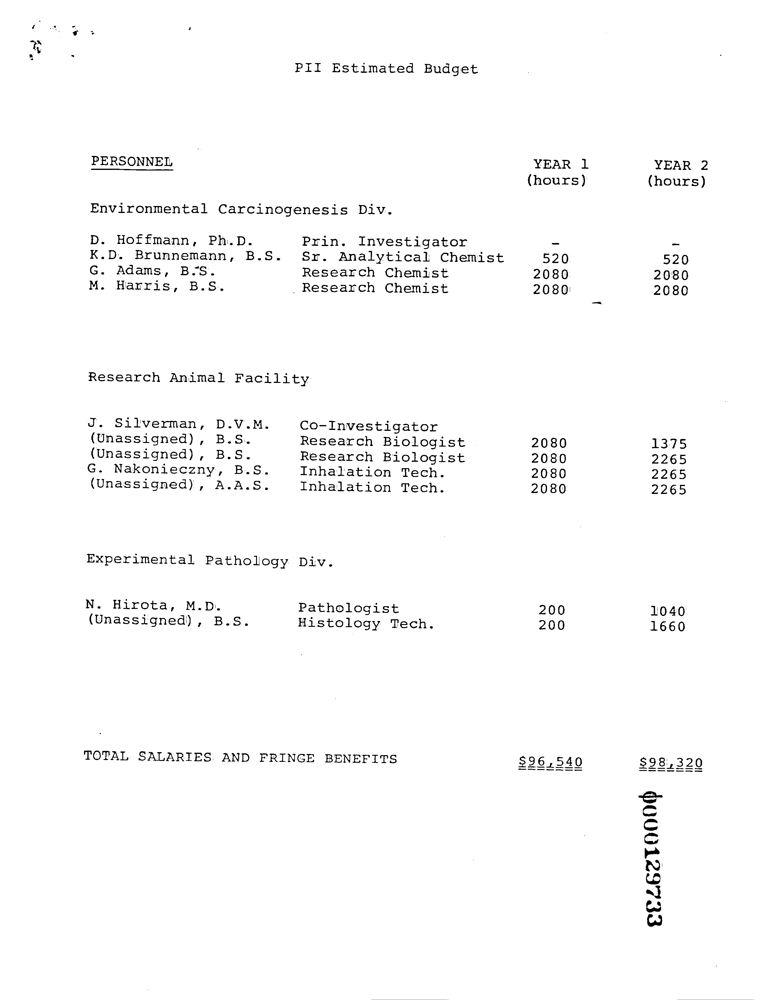 PII Estimated Budget
PERSONNEL YEAR 1 YEAR 2
(hours) (hours)
Environmental Carcinogenesis Div.
D. Hoffmann, Ph.D. Prin. Investigator - -
K.D. Brunnemann, B.S. Sr. Analytical Chemist 520 520
G. Adams, B.S. Research Chemist 2080 2080
M. Harris, B.S. Research Chemist 2080 2080
Research Animal Facility
J. Silverman, D.V.M. Co-Investigator
(Unassigned), B.S. Research Biologist 2080 1375
(Unassigned), B.S. Research Biologist 2080 2265
G. Nakonieczny, B.S. Inhalation Tech. 2080 2265
(Unassigned), A.A.S. Inhalation Tech. 2080 2265
Experimental Pathology Div.
N. Hirota, M.D. Pathologist 200 1040
(Unassigned), B.S. Histology Tech. 200 1660
TOTAL SALARIES AND FRINGE BENEFITS $96,540 $98,320
0000129733